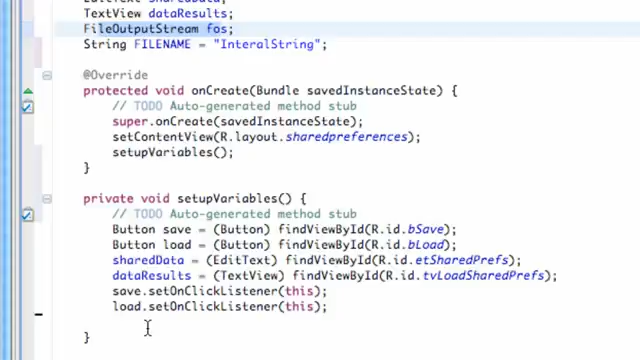 TextView dataResults;
FileOutputStream fos;
String FILENAME = "InteralString";
@Override
protected void onCreate(Bundle savedInstanceState) {
// TODO Auto-generated method stub
super.onCreate(savedInstanceState);
setContentView(R.layout.sharedpreferences);
setupVariables();
}
private void setupVariables() {
// TODO Auto-generated method stub
Button save = (Button) findViewById(R.id.bSave);
Button load = (Button) findViewById(R.id.bLoad);
sharedData = (EditText) findViewById(R.id.etSharedPrefs);
dataResults = (TextView) findViewById(R.id.tvLoadSharedPrefs);
save.setOnClickListener(this);
load.setOnClickListener(this);
}